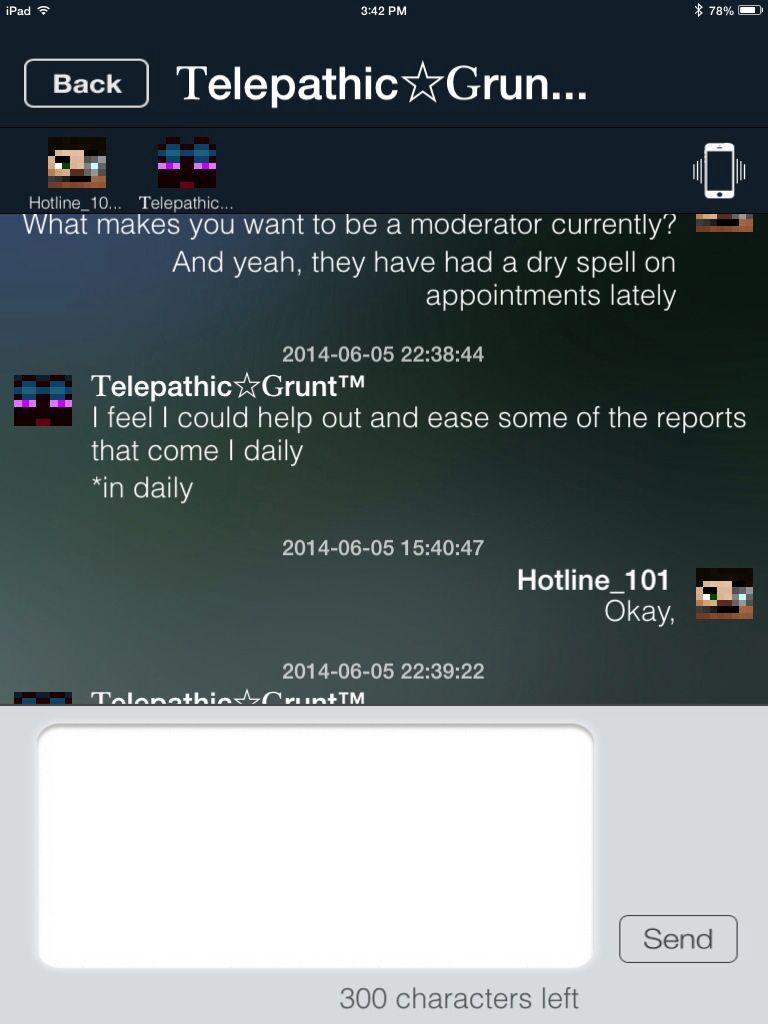 iPad
3:42 PM
78%
Back
Telepathic☆Grun...
Hotline_10...
Telepathic...
What makes you want to be a moderator currently?
And yeah, they have had a dry spell on
appointments lately
2014-06-05 22:38:44
Telepathic☆Grunt™
I feel I could help out and ease some of the reports
that come I daily
*in daily
2014-06-05 15:40:47
Hotline_101
Okay,
2014-06-05 22:39:22
Telepathic☆Grunt™
Send
300 characters left